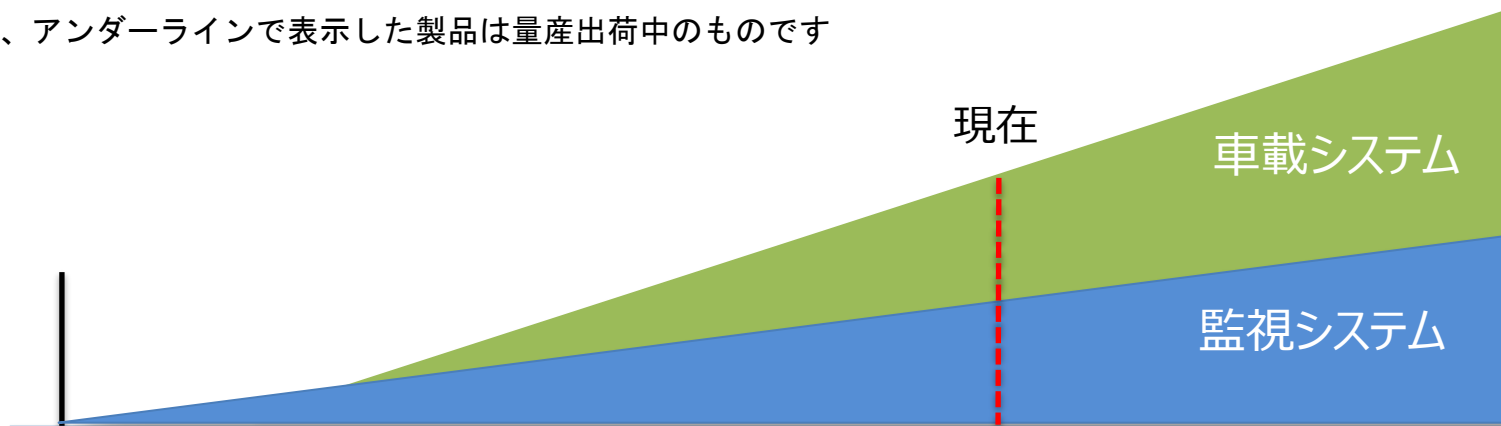 、アンダーラインで表示した製品は量産出荷中のものです
現在
車載システム
監視システム